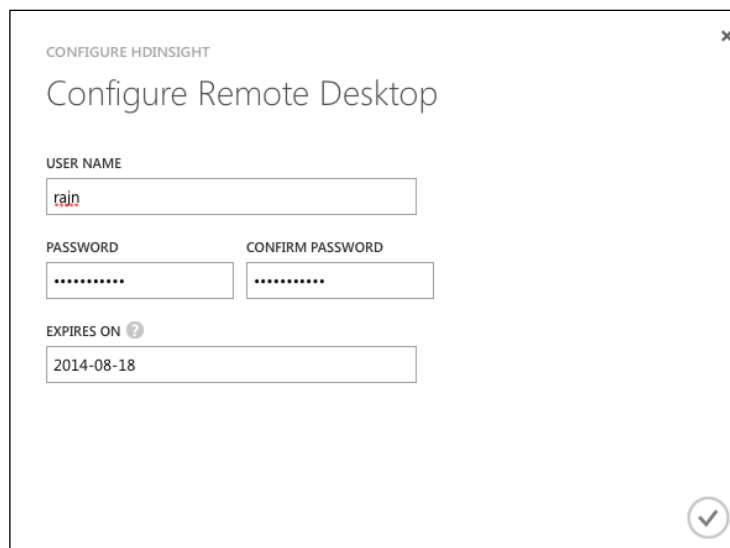 CONFIGURE HDINSIGHT
Configure Remote Desktop
USER NAME
rajn
PASSWORD CONFIRM PASSWORD
••••••••••• •••••••••••
EXPIRES ON ?
2014-08-18